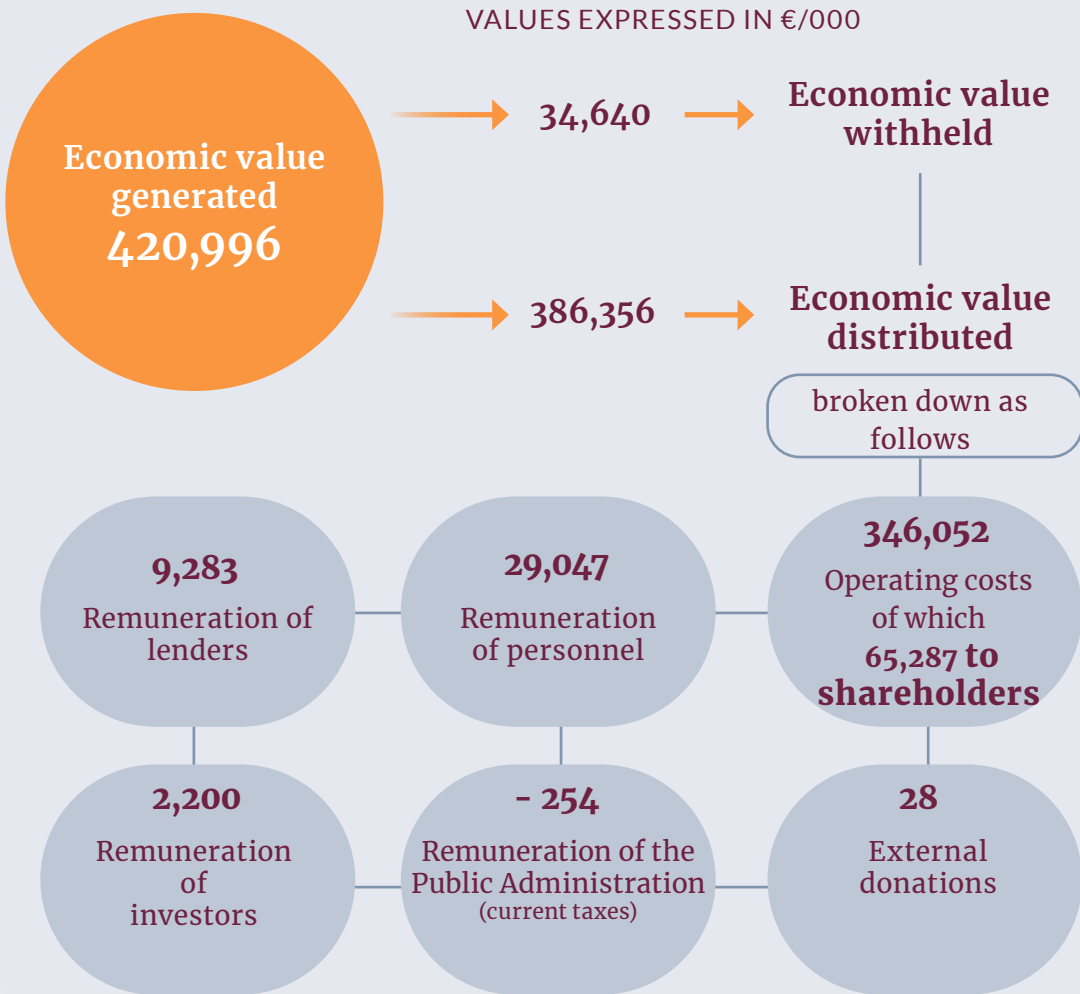 VALUES EXPRESSED IN €/000
Economic value
generated
420,996
34,640
Economic value
withheld
386,356
Economic value
distributed
broken down as
follows
9,283
Remuneration of
lenders
29,047
Remuneration
of personnel
346,052
Operating costs
of which
65,287 to
shareholders
2,200
Remuneration
of
investors
- 254
Remuneration of the
Public Administration
(current taxes)
28
External
donations